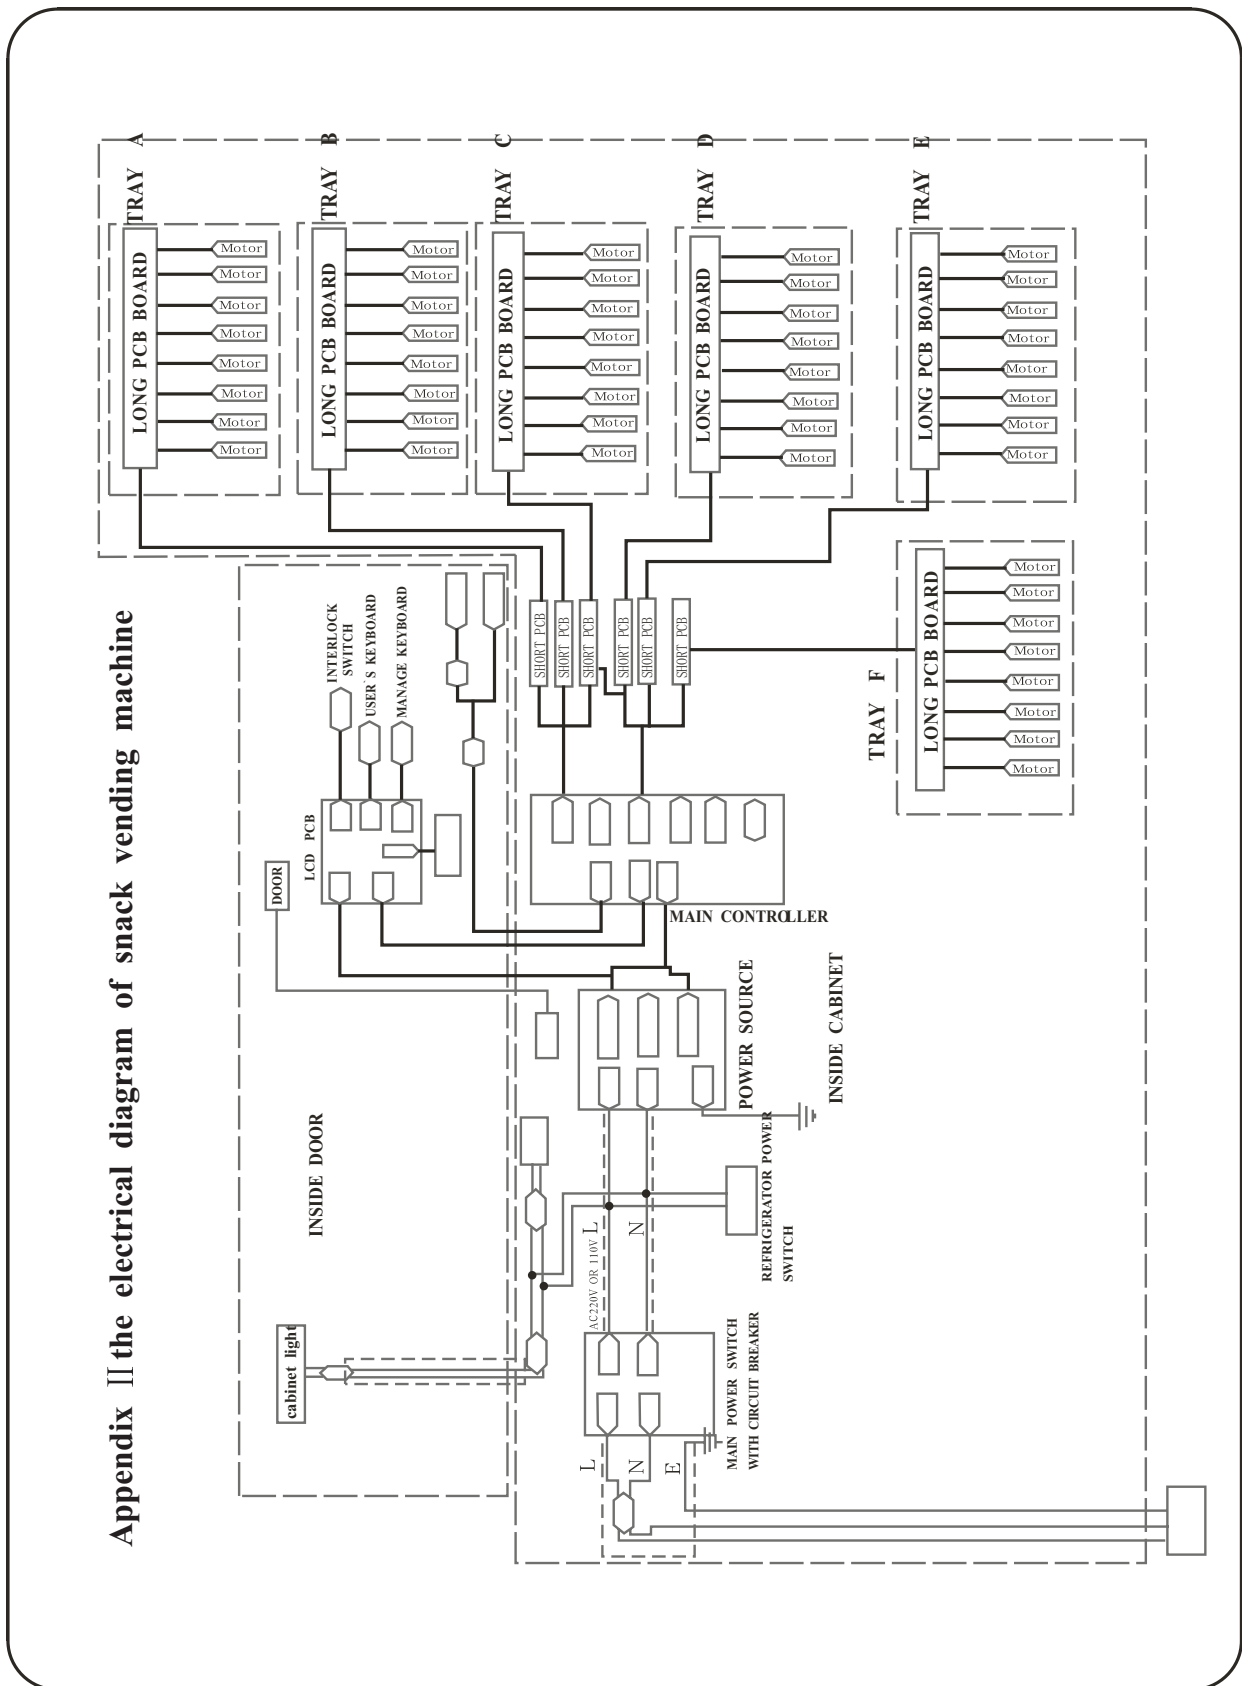 Appendix II the electrical diagram of snack vending machine
TRAY A
LONG PCB BOARD
Motor
Motor
Motor
Motor
Motor
Motor
Motor
Motor
TRAY B
LONG PCB BOARD
Motor
Motor
Motor
Motor
Motor
Motor
Motor
Motor
TRAY C
LONG PCB BOARD
Motor
Motor
Motor
Motor
Motor
Motor
Motor
Motor
TRAY D
LONG PCB BOARD
Motor
Motor
Motor
Motor
Motor
Motor
Motor
Motor
TRAY E
LONG PCB BOARD
Motor
Motor
Motor
Motor
Motor
Motor
Motor
Motor
TRAY F
LONG PCB BOARD
Motor
Motor
Motor
Motor
Motor
Motor
Motor
Motor
SHORT PCB
SHORT PCB
SHORT PCB
SHORT PCB
SHORT PCB
SHORT PCB
INTERLOCK
SWITCH
USER`S KEYBOARD
MANAGE KEYBOARD
LCD PCB
DOOR
MAIN CONTROLLER
POWER SOURCE
INSIDE CABINET
INSIDE DOOR
cabinet light
AC220V OR 110V
L
N
REFRIGERATOR POWER
SWITCH
MAIN POWER SWITCH
WITH CIRCUIT BREAKER
L
N
E